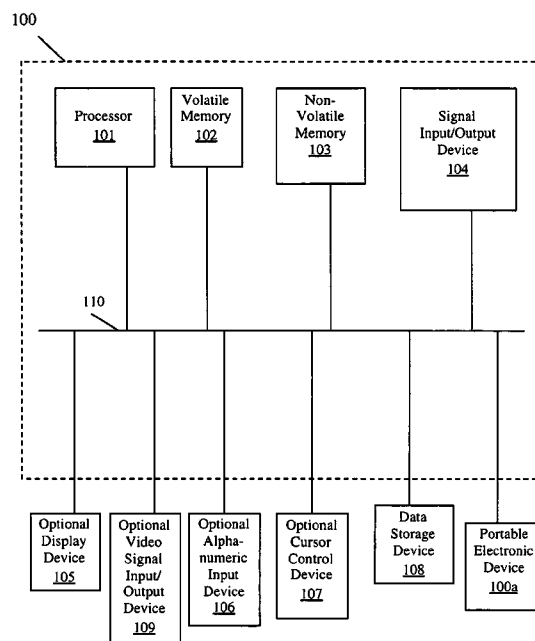 100
Processor
101
Volatile
Memory
102
Non-
Volatile
Memory
103
Signal
Input/Output
Device
104
110
Optional
Display
Device
105
Optional
Video
Signal
Input/
Output
Device
109
Optional
Alpha-
numeric
Input
Device
106
Optional
Cursor
Control
Device
107
Data
Storage
Device
108
Portable
Electronic
Device
100a